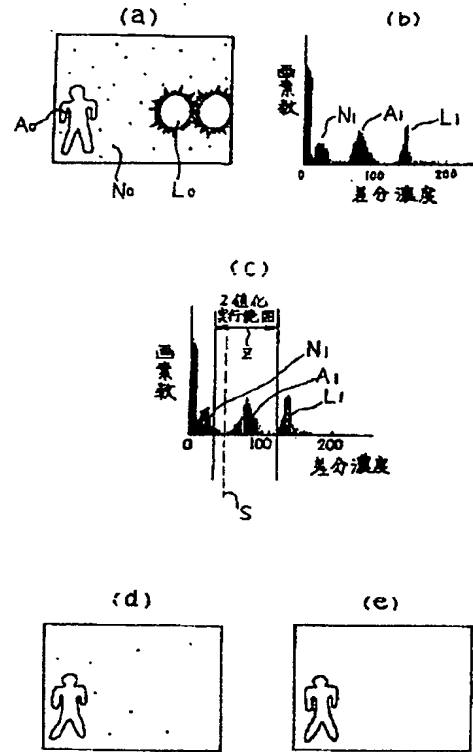 (a)
A₀
N₀
L₀
(b)
画素数
N₁
A₁
L₁
0
100
200
差分濃度
(C)
2値化
実行範囲
Z
画素数
N₁
A₁
L₁
0
100
200
差分濃度
S
(d)
(e)